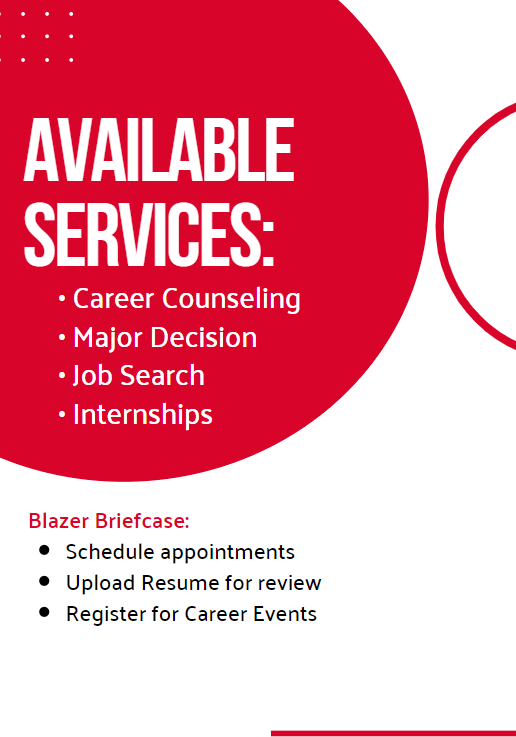 AVAILABLE
SERVICES:
• Career Counseling
• Major Decision
• Job Search
• Internships
Blazer Briefcase:
● Schedule appointments
● Upload Resume for review
● Register for Career Events